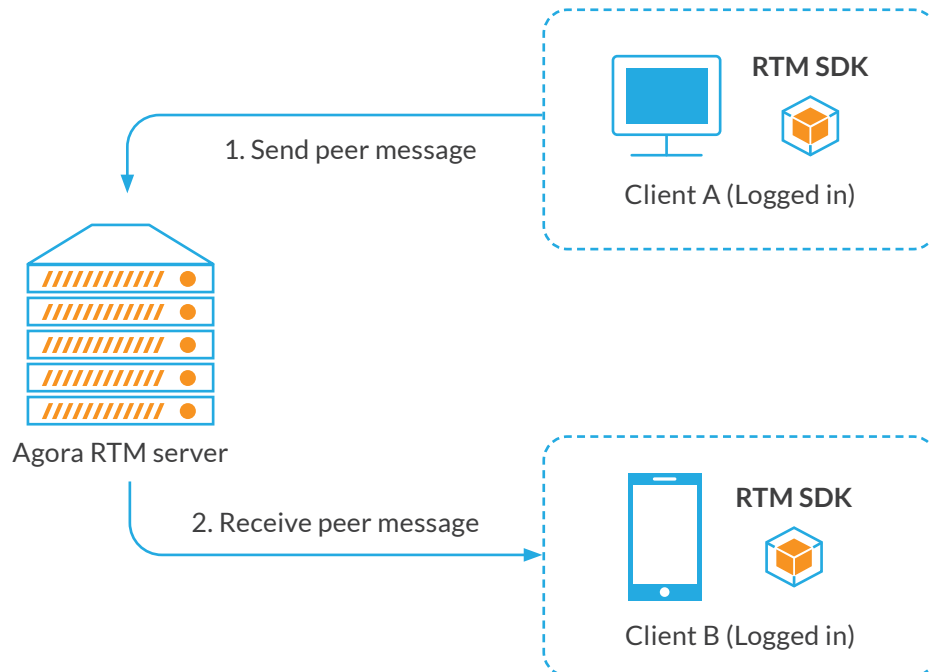 RTM SDK
Client A (Logged in)
1. Send peer message
Agora RTM server
2. Receive peer message
RTM SDK
Client B (Logged in)